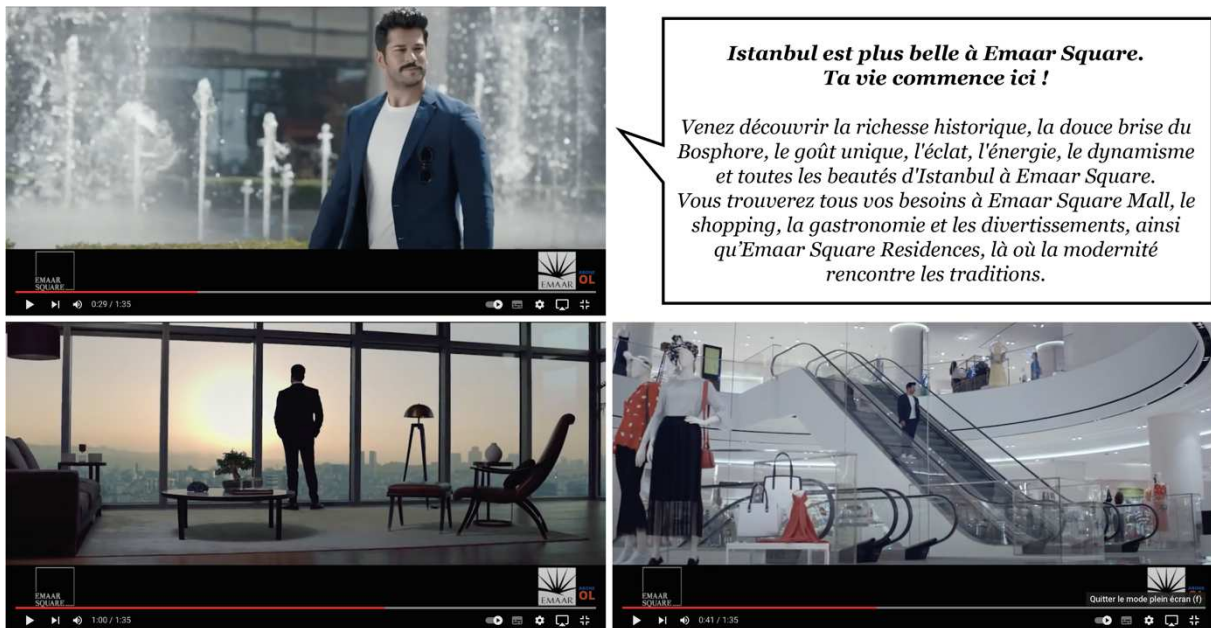 EMAAR
SQUARE
EMAAR
OL
0:29 / 1:35
Istanbul est plus belle à Emaar Square.
Ta vie commence ici !
Venez découvrir la richesse historique, la douce brise du
Bosphore, le goût unique, l'éclat, l'énergie, le dynamisme
et toutes les beautés d'Istanbul à Emaar Square.
Vous trouverez tous vos besoins à Emaar Square Mall, le
shopping, la gastronomie et les divertissements, ainsi
qu'Emaar Square Residences, là où la modernité
rencontre les traditions.
EMAAR
SQUARE
EMAAR
OL
1:00 / 1:35
EMAAR
SQUARE
Quitter le mode plein écran (f)
0:41 / 1:35